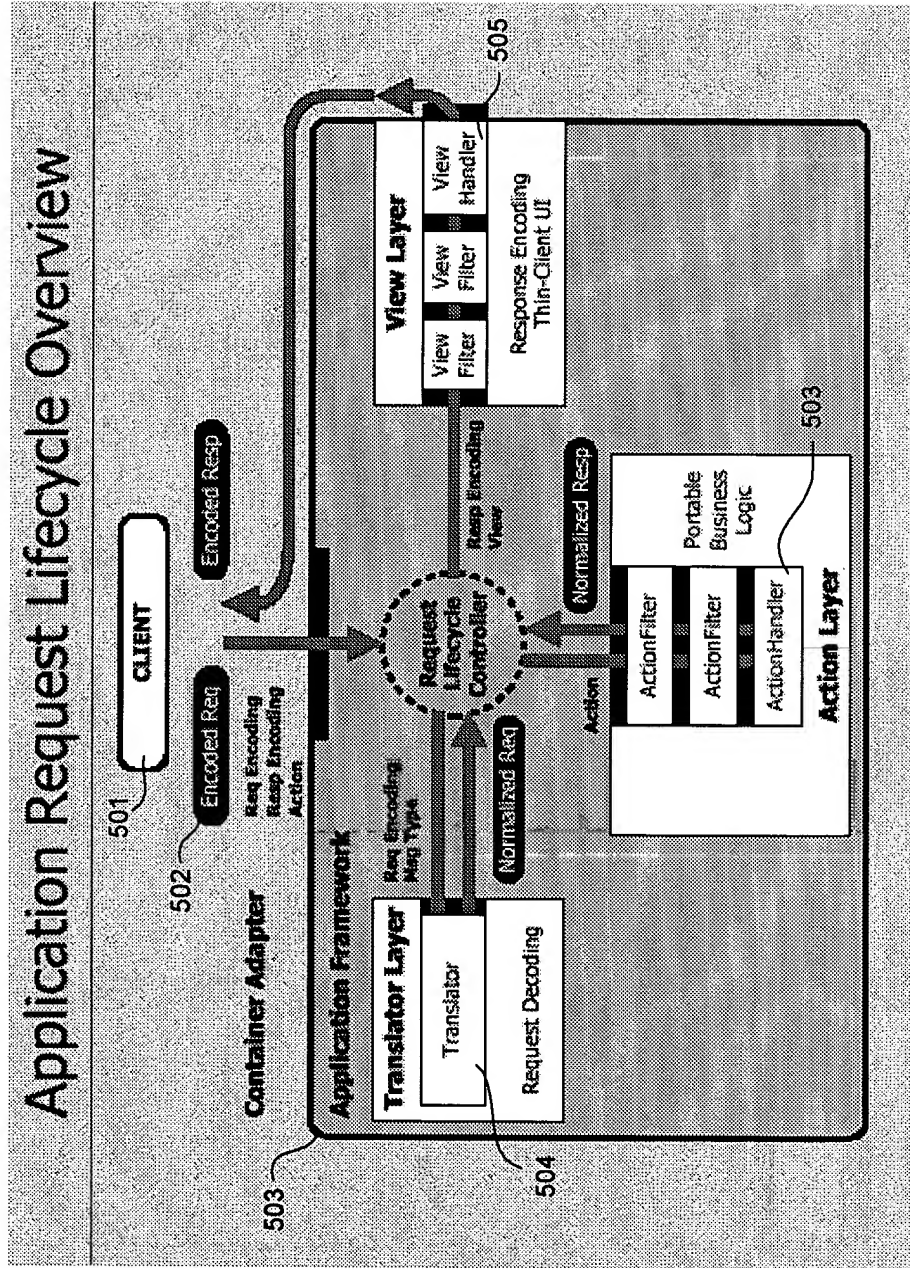 Application Request Lifecycle Overview
501
CLIENT
502
Encoded Req
Encoded Resp
Req Encoding
Resp Encoding
Action
Container Adapter
503
Application Framework
Translator Layer
Translator
Request Decoding
504
Req Encoding
Msg Type
Normalized Req
Request
Lifecycle
Controller
Resp Encoding
View
View Layer
View
Filter
View
Filter
View
Handler
505
Response Encoding
Thin-Client UI
Action
Normalized Resp
ActionFilter
ActionFilter
ActionHandler
Portable
Business
Logic
503
Action Layer